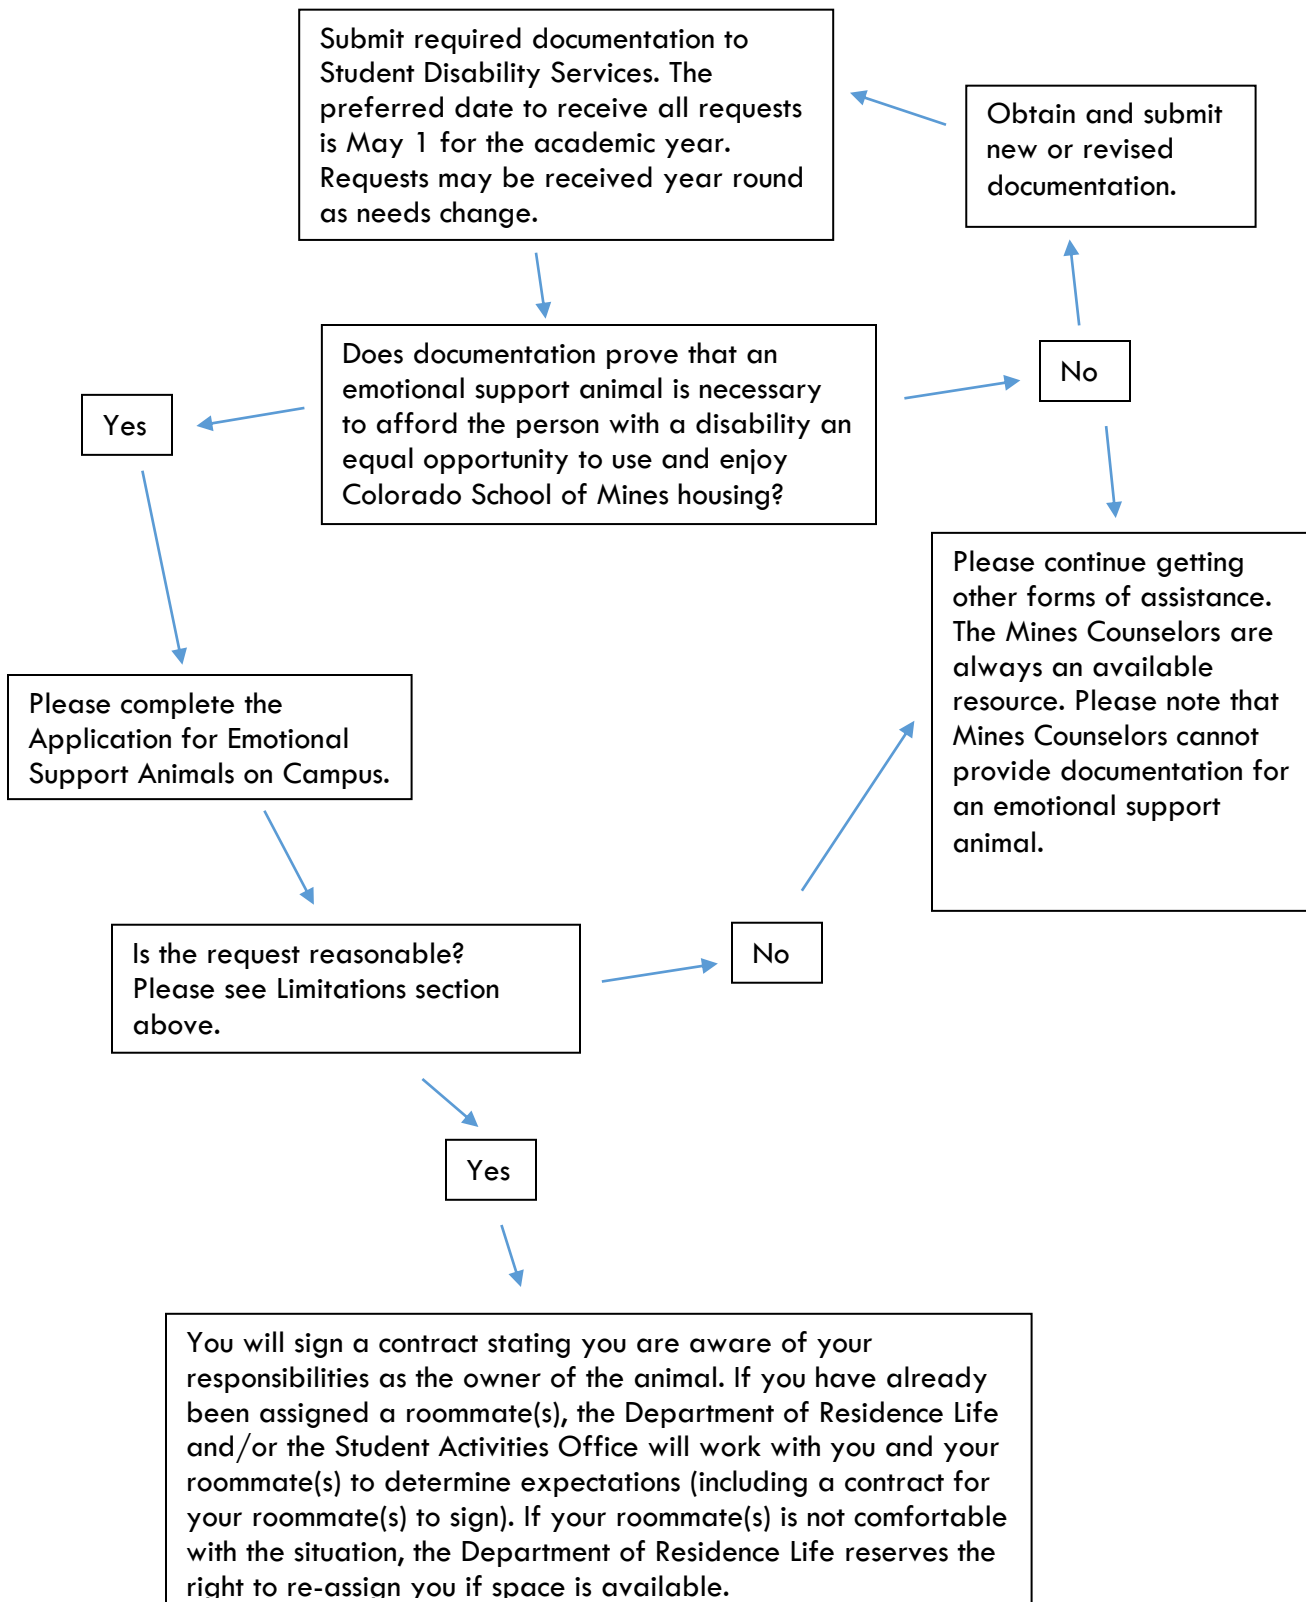 Submit required documentation to
Student Disability Services. The
preferred date to receive all requests
is May 1 for the academic year.
Requests may be received year round
as needs change.
Obtain and submit
new or revised
documentation.
Does documentation prove that an
emotional support animal is necessary
to afford the person with a disability an
equal opportunity to use and enjoy
Colorado School of Mines housing?
No
Yes
Please continue getting
other forms of assistance.
The Mines Counselors are
always an available
resource. Please note that
Mines Counselors cannot
provide documentation for
an emotional support
animal.
Please complete the
Application for Emotional
Support Animals on Campus.
Is the request reasonable?
Please see Limitations section
above.
No
Yes
You will sign a contract stating you are aware of your
responsibilities as the owner of the animal. If you have already
been assigned a roommate(s), the Department of Residence Life
and/or the Student Activities Office will work with you and your
roommate(s) to determine expectations (including a contract for
your roommate(s) to sign). If your roommate(s) is not comfortable
with the situation, the Department of Residence Life reserves the
right to re-assign you if space is available.